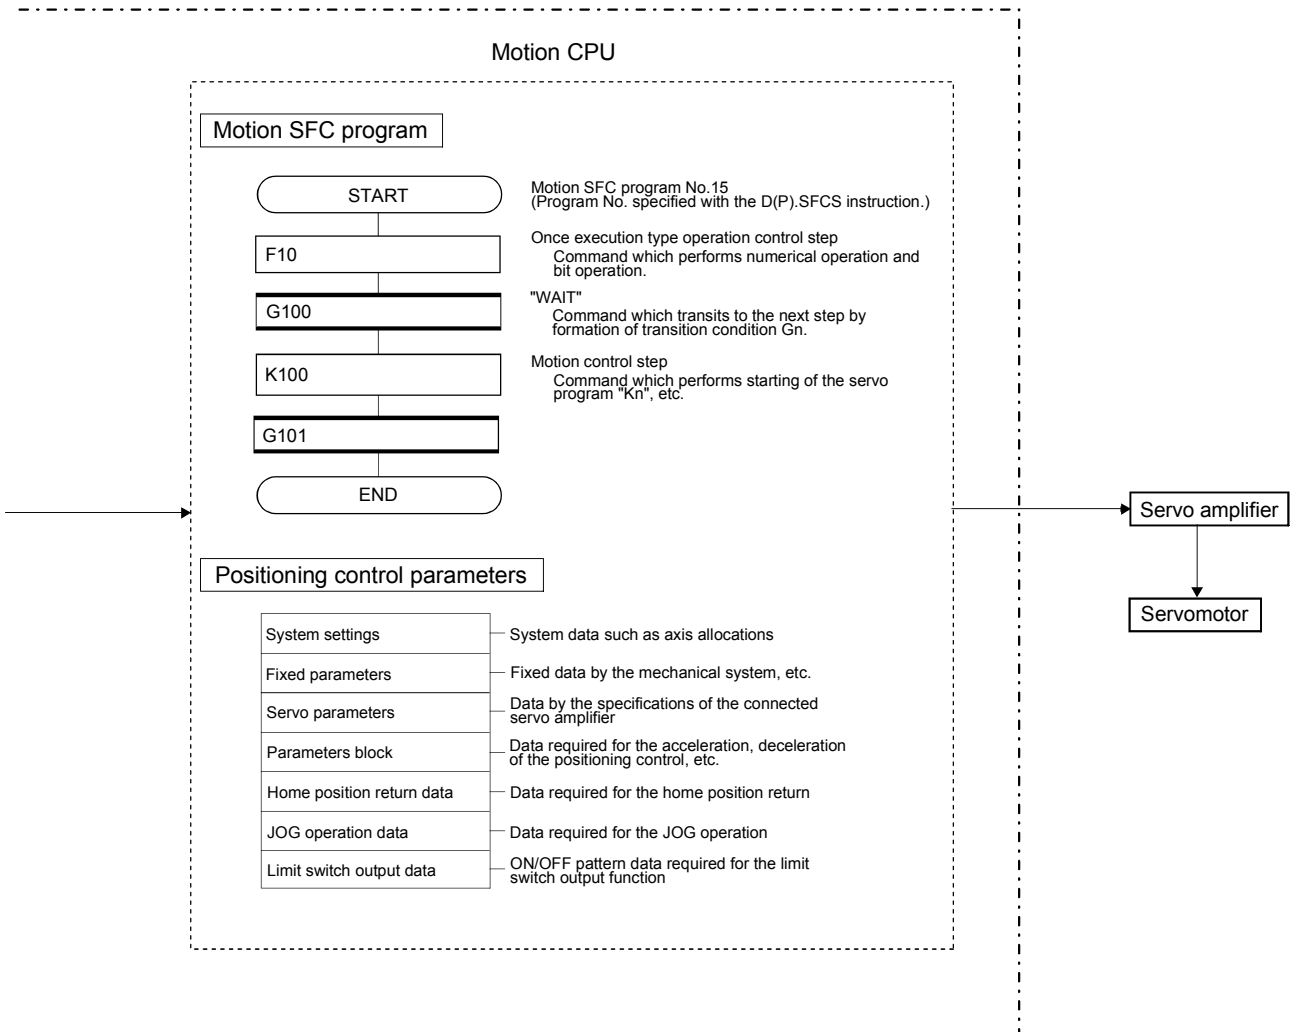 Motion CPU
Motion SFC program
START
Motion SFC program No.15
(Program No. specified with the D(P).SFCS instruction.)
F10
Once execution type operation control step
Command which performs numerical operation and
bit operation.
G100
"WAIT"
Command which transits to the next step by
formation of transition condition Gn.
K100
Motion control step
Command which performs starting of the servo
program "Kn", etc.
G101
END
Servo amplifier
Servomotor
Positioning control parameters
System settings
System data such as axis allocations
Fixed parameters
Fixed data by the mechanical system, etc.
Servo parameters
Data by the specifications of the connected
servo amplifier
Parameters block
Data required for the acceleration, deceleration
of the positioning control, etc.
Home position return data
Data required for the home position return
JOG operation data
Data required for the JOG operation
Limit switch output data
ON/OFF pattern data required for the limit
switch output function